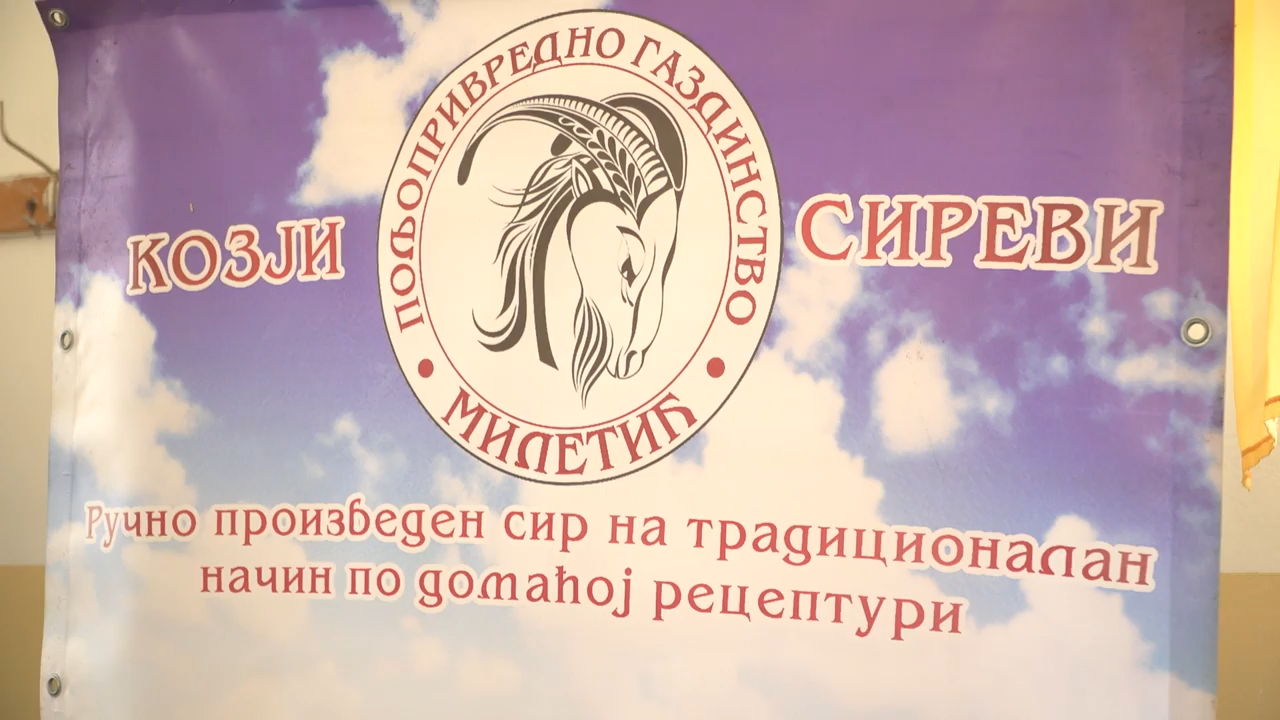 ПОЉОПРИВРЕДНО ГАЗДИНСТВО
КОЗЈИ
СИРЕВИ
МИЛЕТИЋ
Ручно произведен сир на традиционалан
начин по домаћој рецептури